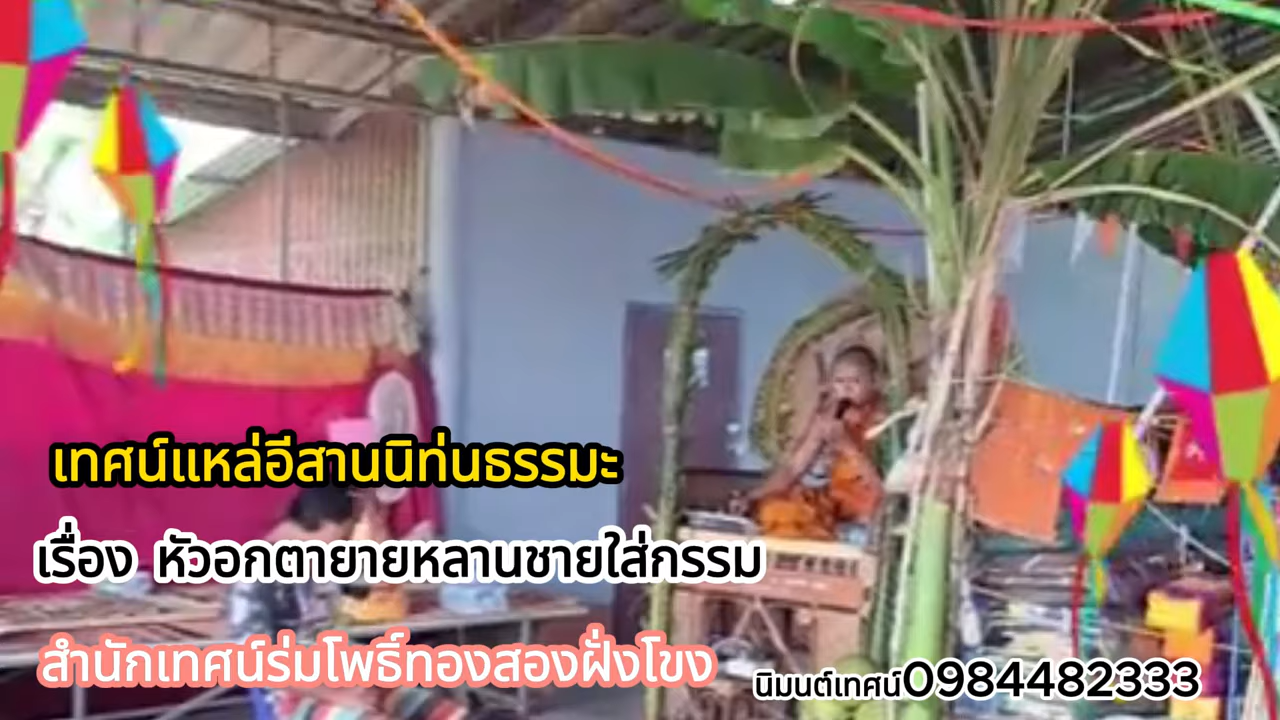 เทศน์แหล่อีสานนิท่นธรรมะ
เรื่อง หัวอกตายายหลานชายใส่กรรม
สำนักเทศน์ร่มโพธิ์ทองสองฝั่งโขง
นิมนต์เทศน์0984482333